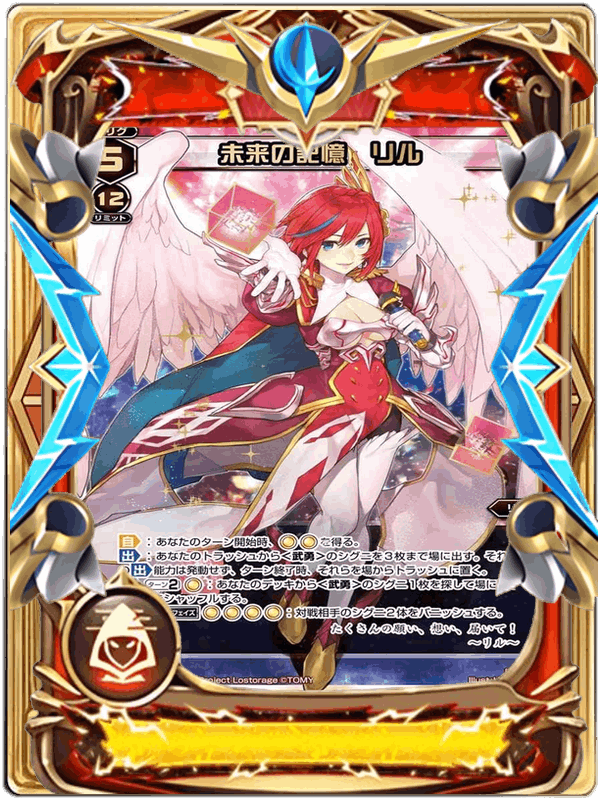 5
未来の記憶 リル
12
リミット
自：あなたのターン開始時、を得る。
出：あなたのトラッシュから＜武勇＞のシグニを３枚まで場に出す。それ
出能力は発動せず、ターン終了時、それらを場からトラッシュに置く。
ターン2：あなたのデッキから＜武勇＞のシグニ１枚を探して場に
シャッフルする。
：対戦相手のシグニ２体をバニッシュする。
たくさんの願い、想い、届いて！
～リル～
roject Lostorage ©TOMY
Illust